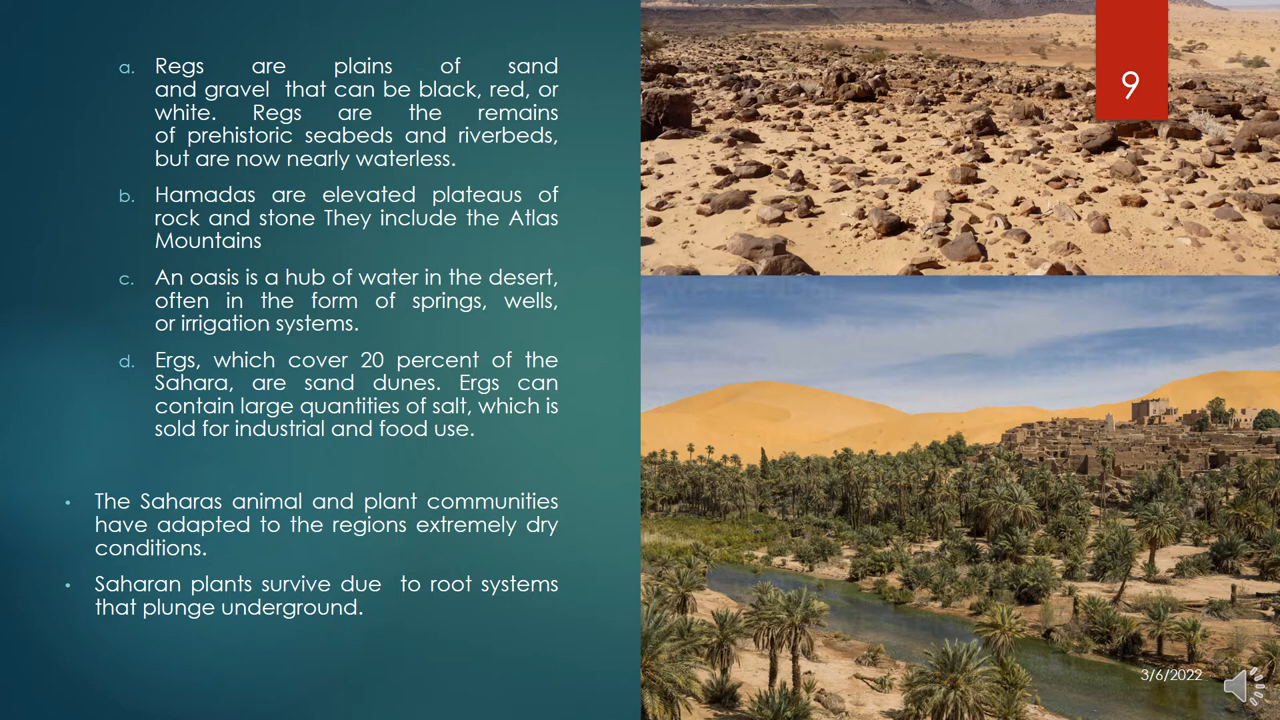 a. Regs are plains of sand
and gravel that can be black, red, or
white. Regs are the remains
of prehistoric seabeds and riverbeds,
but are now nearly waterless.
b. Hamadas are elevated plateaus of
rock and stone They include the Atlas
Mountains
c. An oasis is a hub of water in the desert,
often in the form of springs, wells,
or irrigation systems.
d. Ergs, which cover 20 percent of the
Sahara, are sand dunes. Ergs can
contain large quantities of salt, which is
sold for industrial and food use.
• The Saharas animal and plant communities
have adapted to the regions extremely dry
conditions.
• Saharan plants survive due to root systems
that plunge underground.
9
3/6/2022